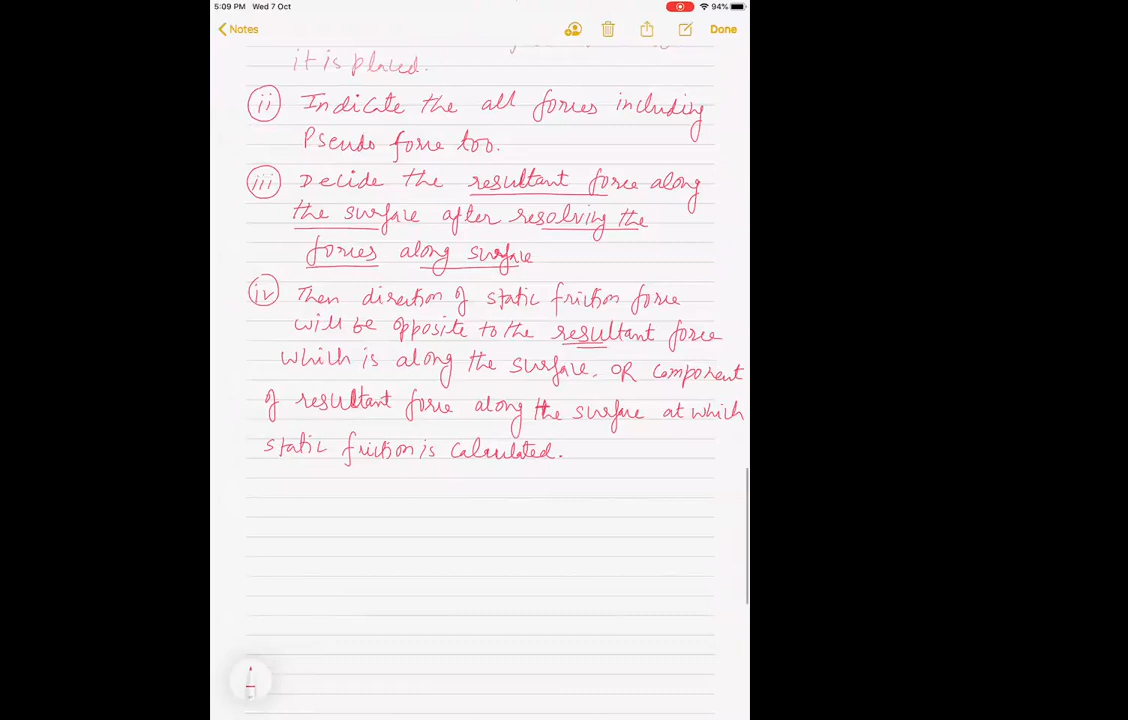 5:09 PM Wed 7 Oct 94%
Notes Done
it is placed.
(ii) Indicate the all forces including
Pseudo force too.
(iii) Decide the resultant force along
the surface after resolving the
forces along surface
(iv) Then direction of static friction force
will be opposite to the resultant force
which is along the surface. OR component
of resultant force along the surface at which
static friction is calculated.